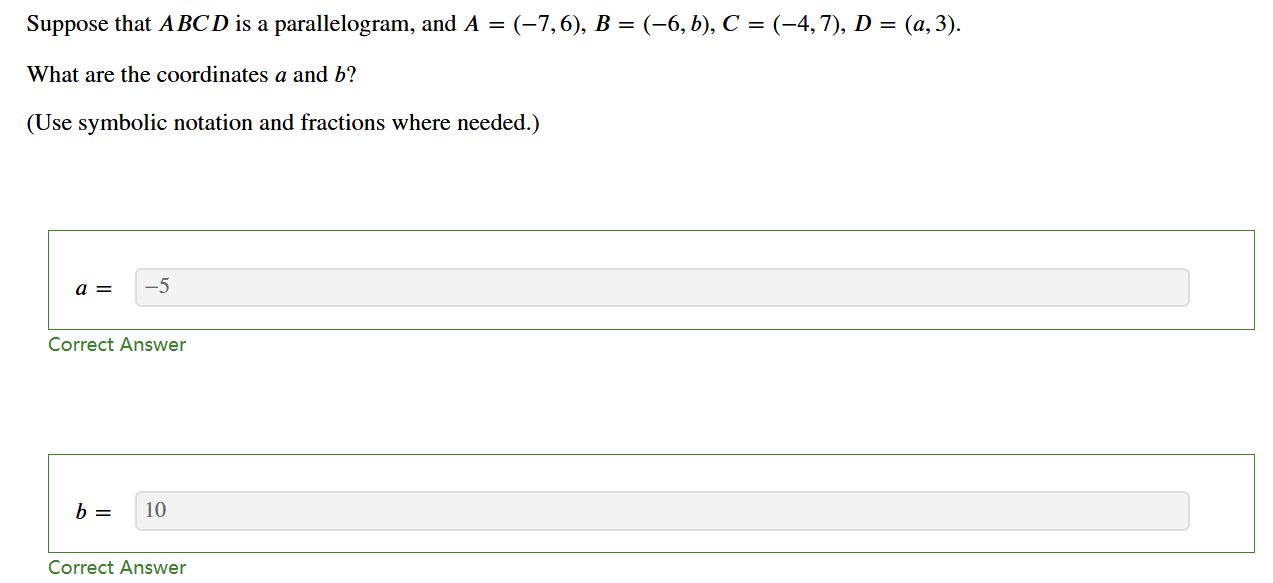 Suppose that ABCD is a parallelogram, and A = (−7, 6), B = (−6, b), C = (−4, 7), D = (a, 3).
What are the coordinates a and b?
(Use symbolic notation and fractions where needed.)
a = −5
Correct Answer
b = 10
Correct Answer